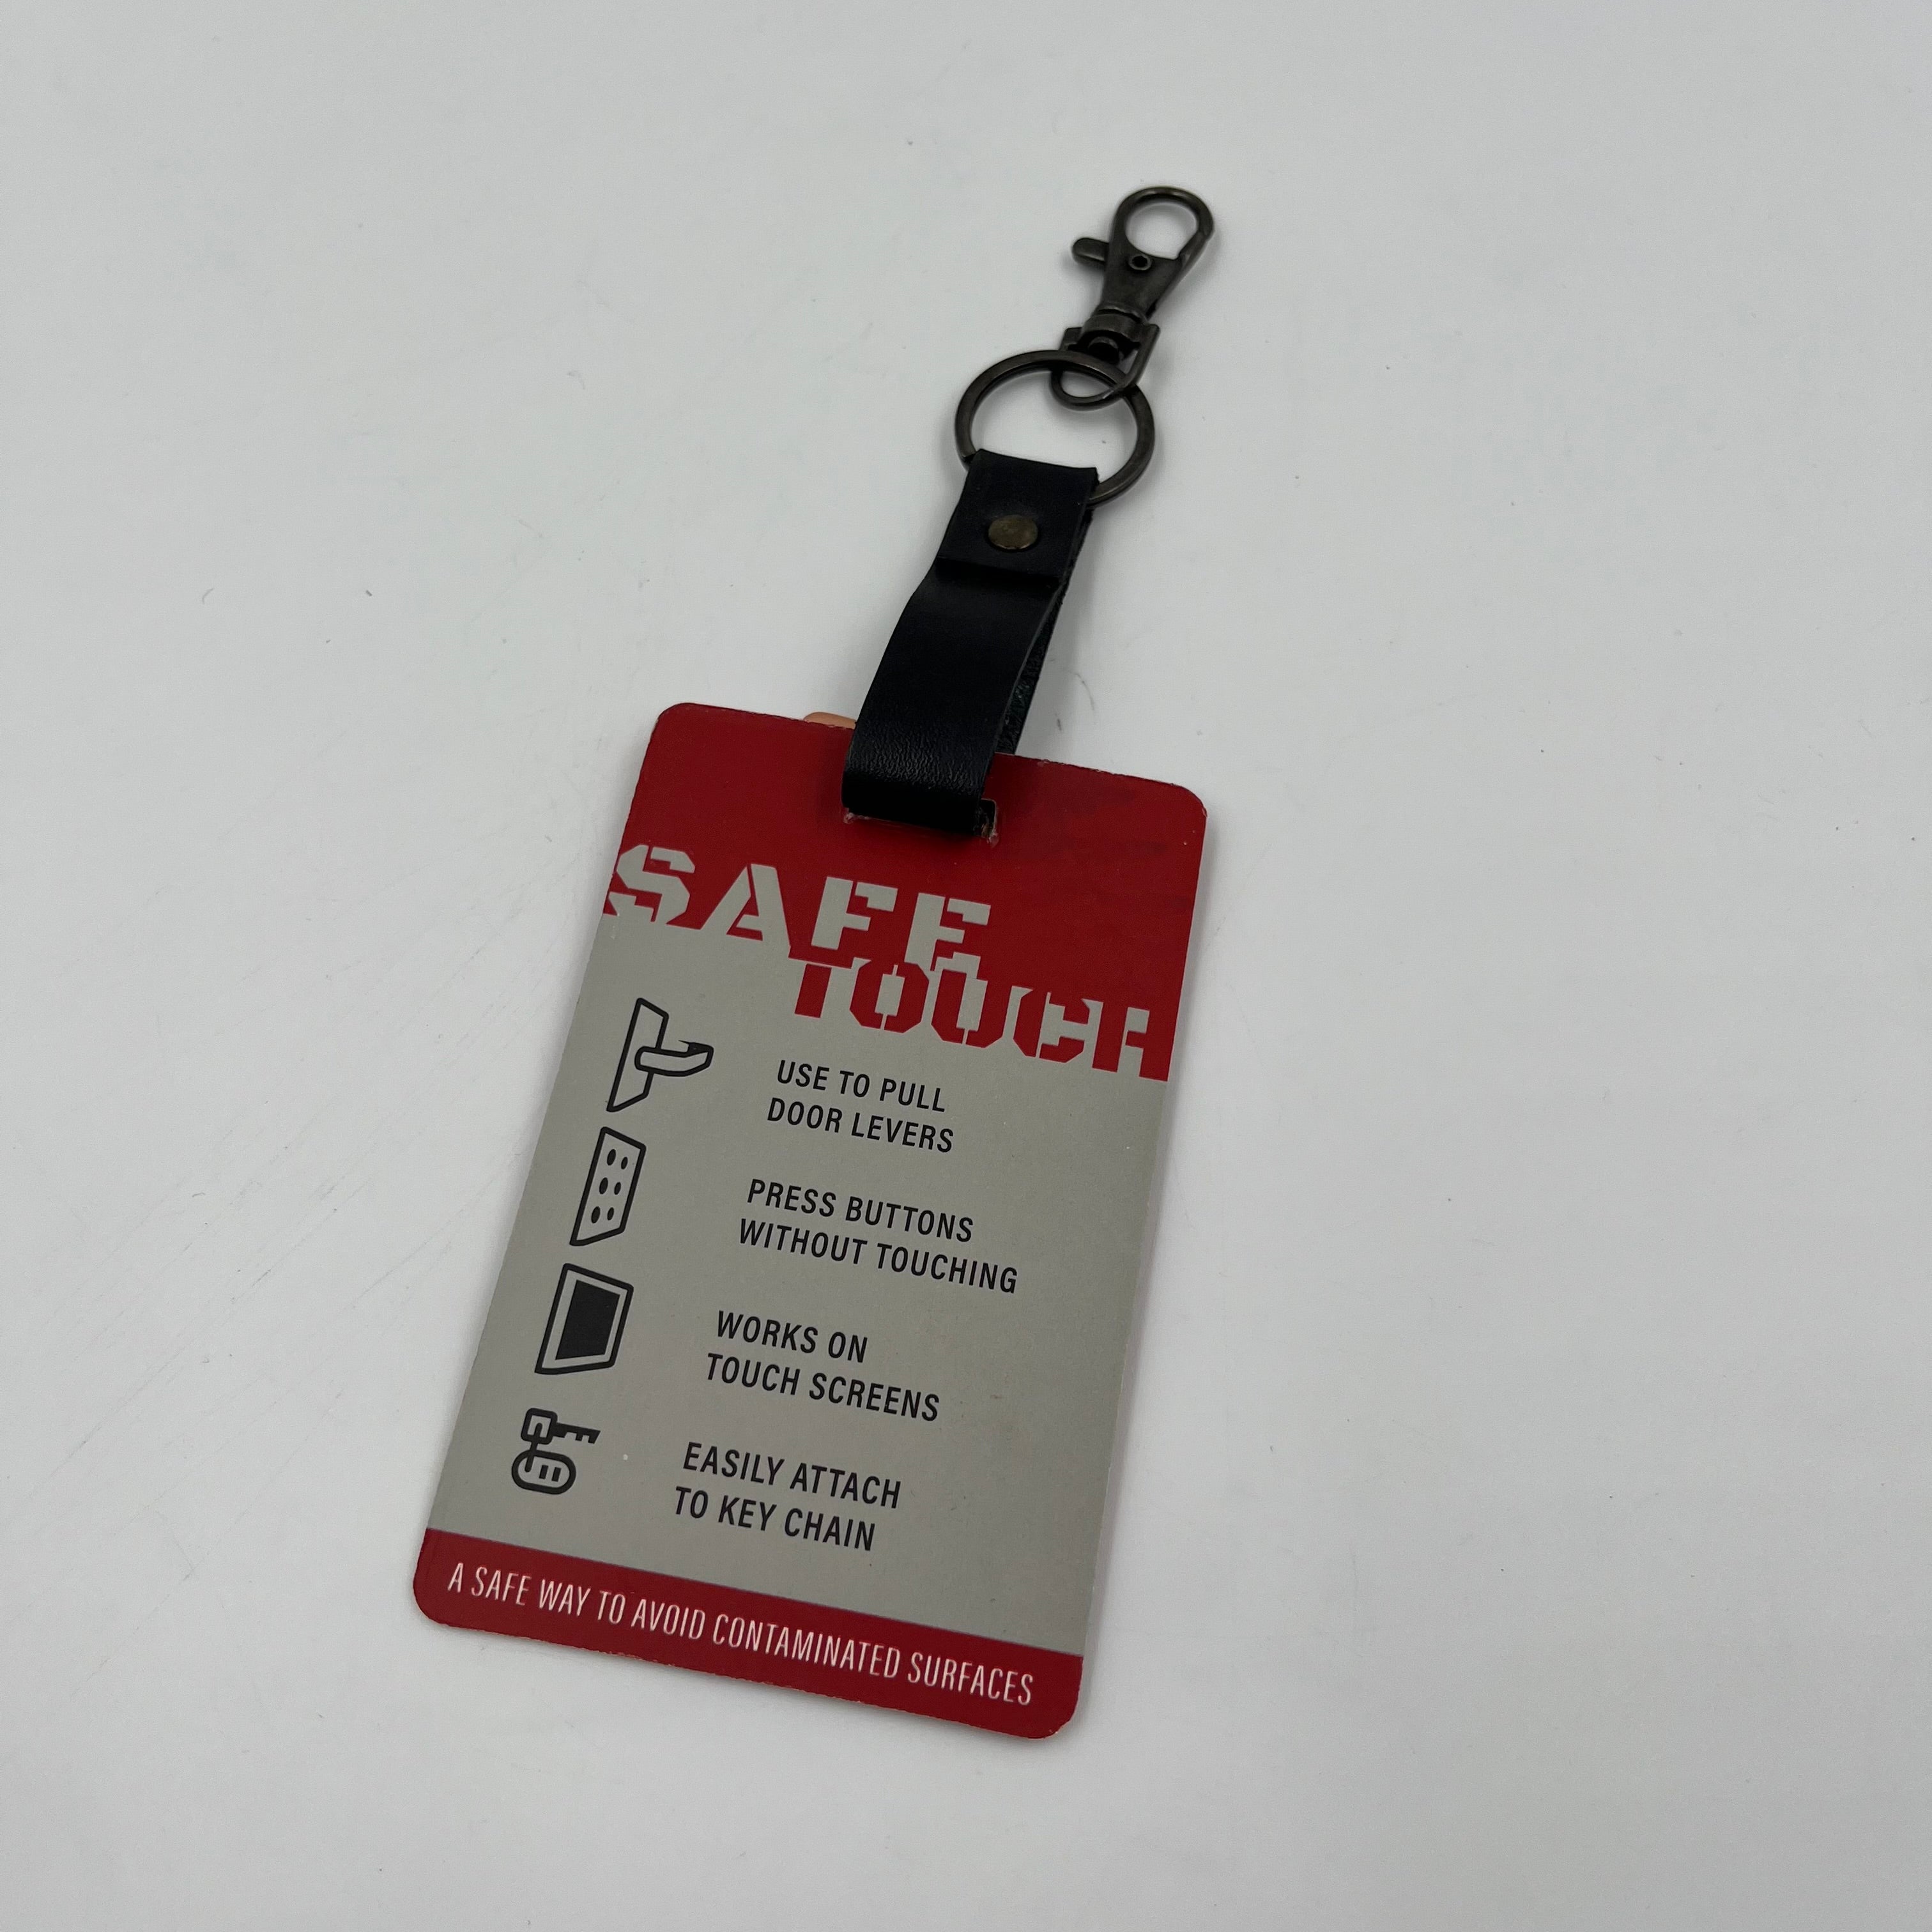 SAFE
TOUCH
USE TO PULL
DOOR LEVERS
PRESS BUTTONS
WITHOUT TOUCHING
WORKS ON
TOUCH SCREENS
EASILY ATTACH
TO KEY CHAIN
A SAFE WAY TO AVOID CONTAMINATED SURFACES